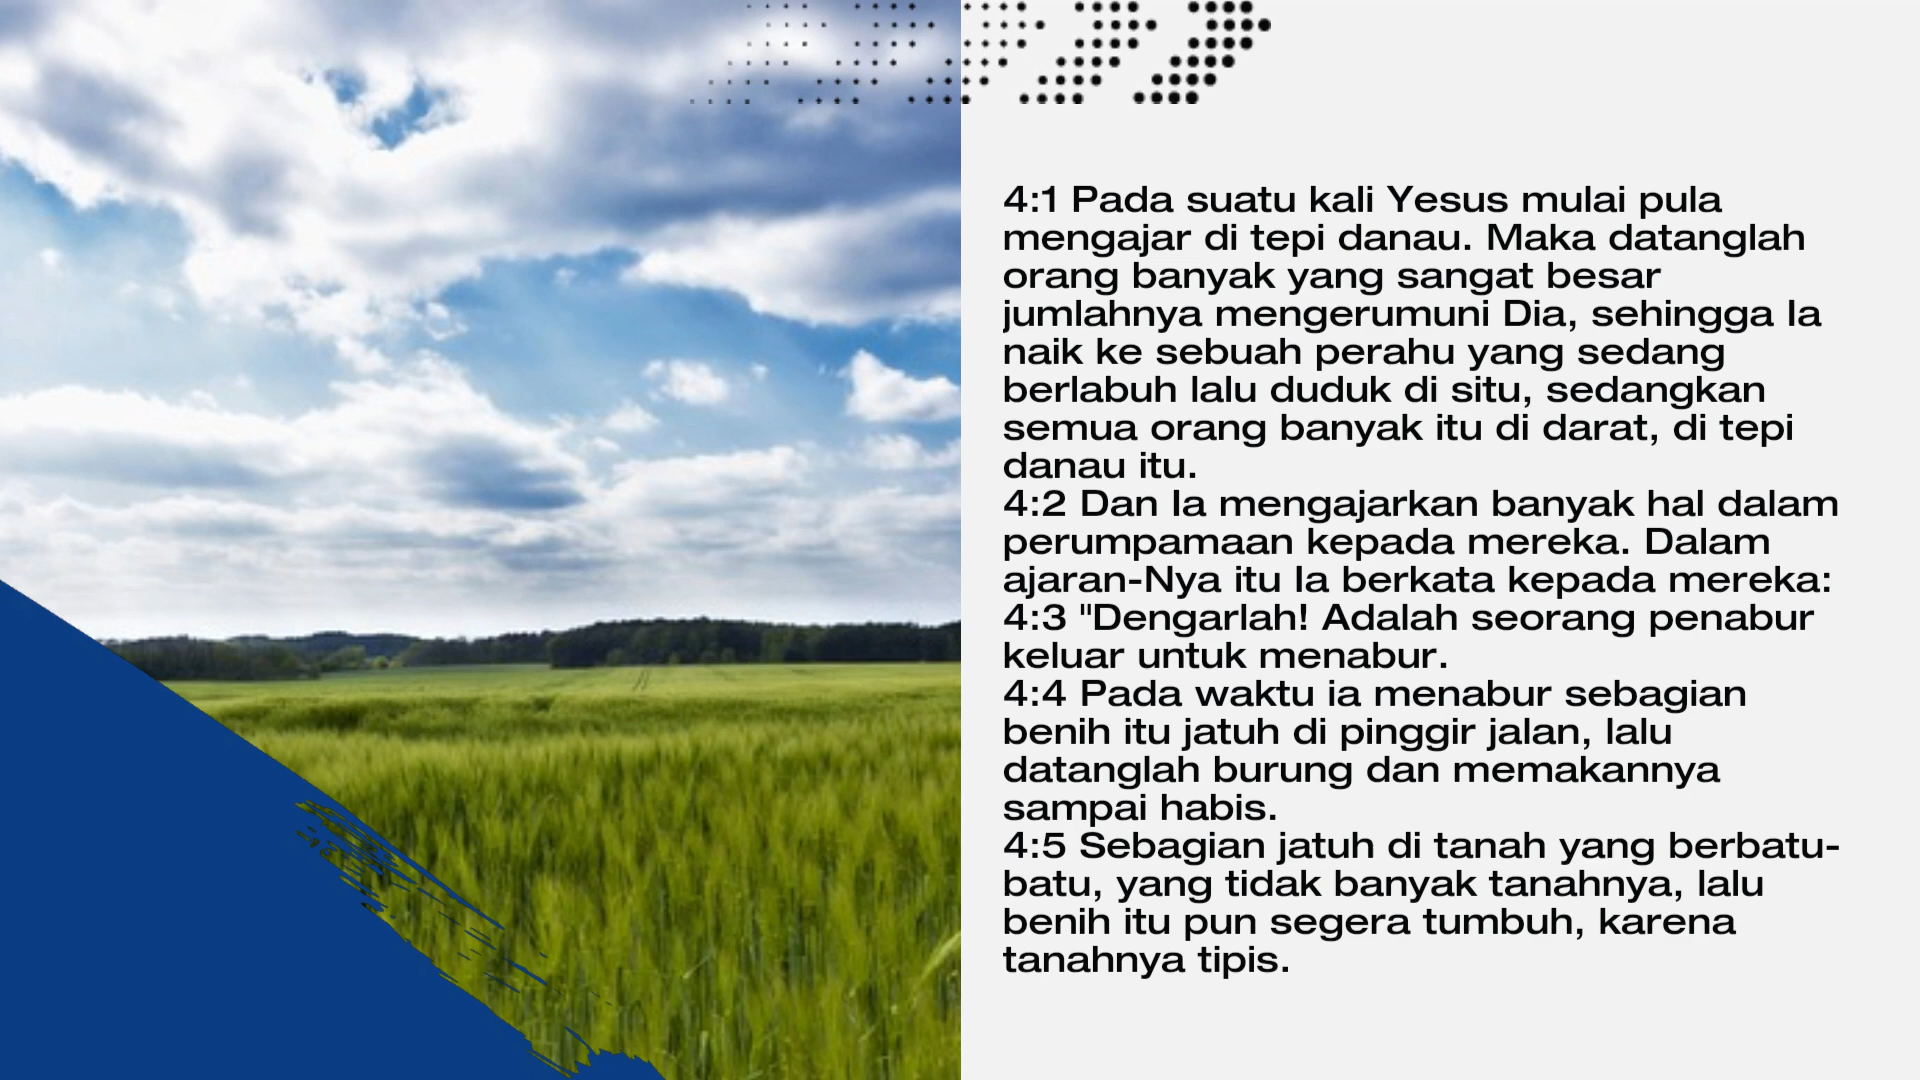 4:1 Pada suatu kali Yesus mulai pula
mengajar di tepi danau. Maka datanglah
orang banyak yang sangat besar
jumlahnya mengerumuni Dia, sehingga Ia
naik ke sebuah perahu yang sedang
berlabuh lalu duduk di situ, sedangkan
semua orang banyak itu di darat, di tepi
danau itu.
4:2 Dan Ia mengajarkan banyak hal dalam
perumpamaan kepada mereka. Dalam
ajaran-Nya itu Ia berkata kepada mereka:
4:3 "Dengarlah! Adalah seorang penabur
keluar untuk menabur.
4:4 Pada waktu ia menabur sebagian
benih itu jatuh di pinggir jalan, lalu
datanglah burung dan memakannya
sampai habis.
4:5 Sebagian jatuh di tanah yang berbatu-
batu, yang tidak banyak tanahnya, lalu
benih itu pun segera tumbuh, karena
tanahnya tipis.